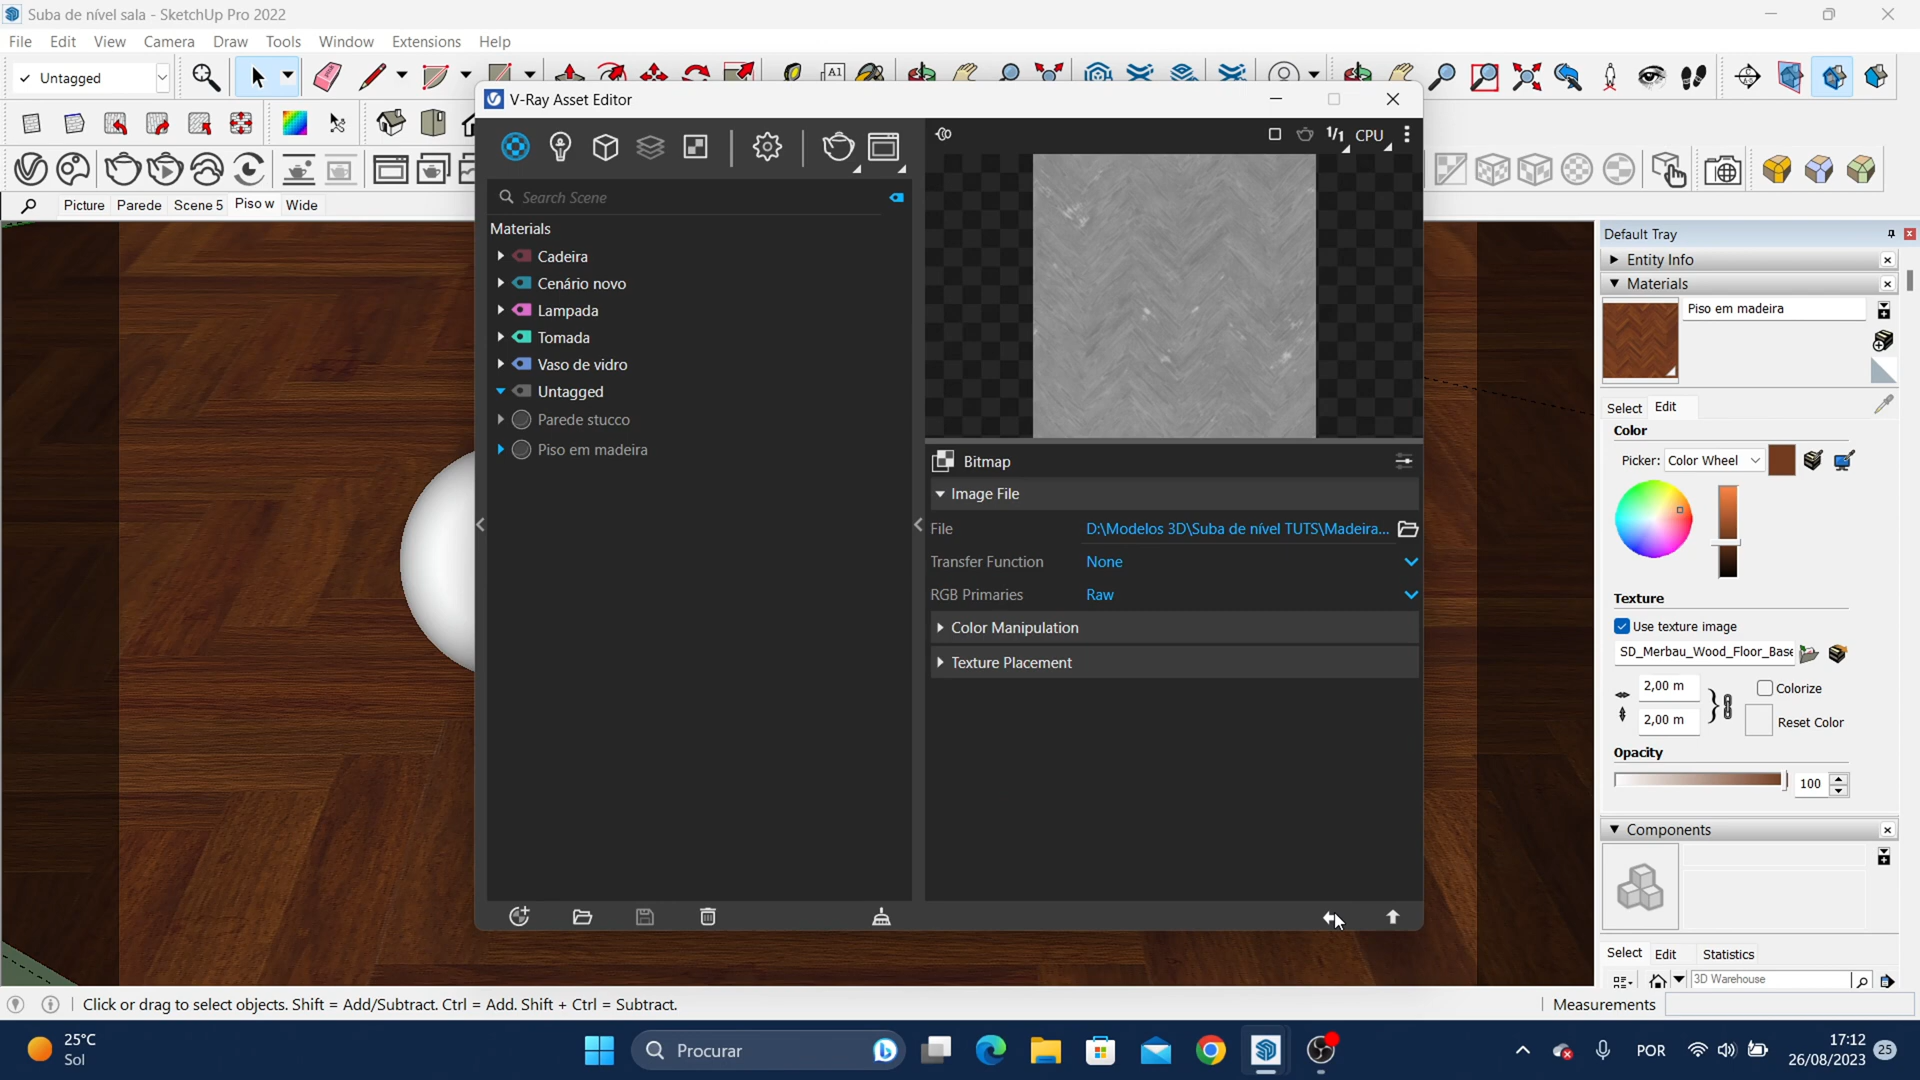 Suba de nível sala - SketchUp Pro 2022
File Edit View Camera Draw Tools Window Extensions Help
Untagged
A1
V-Ray Asset Editor
1/1 CPU
Picture Parede Scene 5 Piso w Wide
Search Scene
Materials
Cadeira
Cenário novo
Lampada
Tomada
Vaso de vidro
Untagged
Parede stucco
Piso em madeira
Bitmap
Image File
File D:\Modelos 3D\Suba de nível TUTS\Madeira...
Transfer Function None
RGB Primaries Raw
Color Manipulation
Texture Placement
Default Tray
Entity Info
Materials
Piso em madeira
Select Edit
Color
Picker: Color Wheel
Texture
Use texture image
SD_Merbau_Wood_Floor_Base
2,00 m Colorize
2,00 m Reset Color
Opacity
100
Components
Select Edit Statistics
3D Warehouse
Click or drag to select objects. Shift = Add/Subtract. Ctrl = Add. Shift + Ctrl = Subtract.
Measurements
25°C
Sol
Procurar
POR
17:12
26/08/2023
25